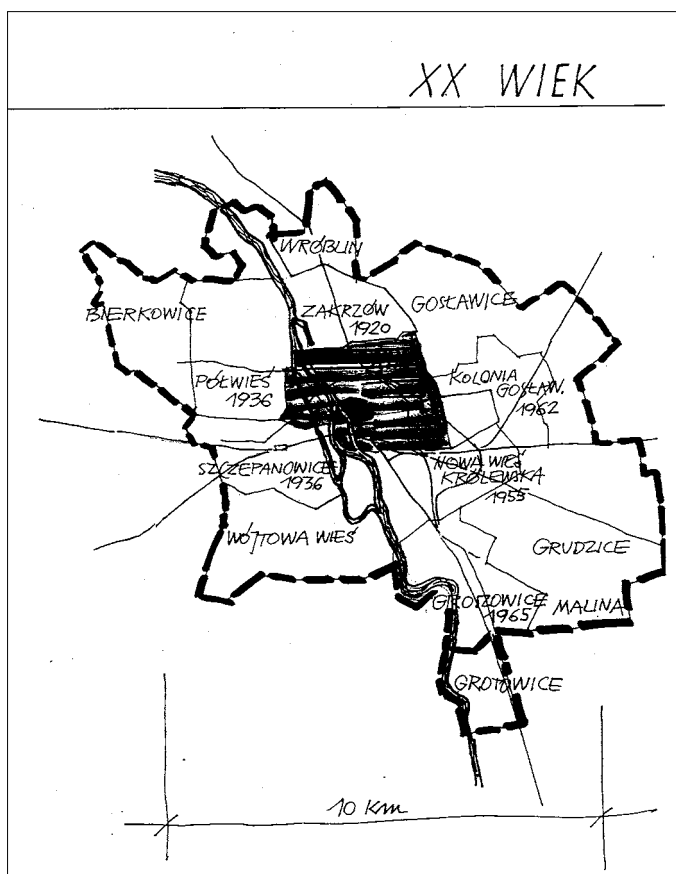 XX WIEK
WRÓBLIN
BIERKOWICE
ZAKRZÓW
1920
GOSŁAWICE
PÓŁWIEŚ
1936
KOLONIA
GOSŁAW.
1962
SZCZEPANOWICE
1936
NOWA WIEŚ
KRÓLEWSKA
1955
WÓJTOWA WIEŚ
GRUDZICE
GROSZOWICE
1965
MALINA
GROTOWICE
10 Km